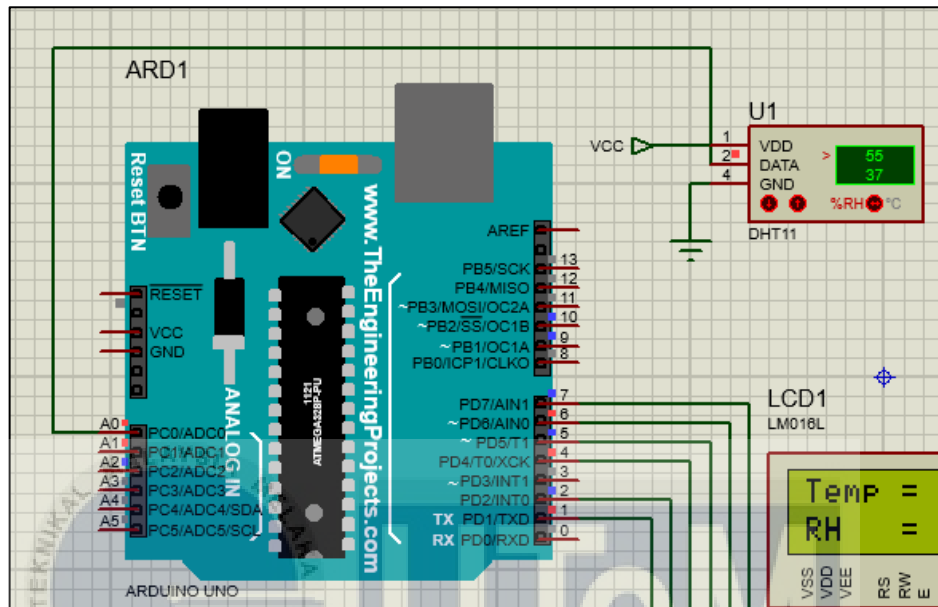 ARD1
Reset BTN
ON
www.TheEngineeringProjects.com
ANALOG IN
1121
ATMEGA328P-PU
RESET
VCC
GND
A0 PC0/ADC0
A1 PC1/ADC1
A2 PC2/ADC2
A3 PC3/ADC3
A4 PC4/ADC4/SDA
A5 PC5/ADC5/SCL
AREF
PB5/SCK 13
PB4/MISO 12
~PB3/MOSI/OC2A 11
~PB2/SS/OC1B 10
~PB1/OC1A 9
PB0/ICP1/CLKO 8
PD7/AIN1 7
~PD6/AIN0 6
~PD5/T1 5
PD4/T0/XCK 4
~PD3/INT1 3
PD2/INT0 2
TX PD1/TXD 1
RX PD0/RXD 0
ARDUINO UNO
U1
VCC
1 VDD
2 DATA
4 GND
> 55
37
%RH °C
DHT11
LCD1
LM016L
Temp =
RH =
VSS
VDD
VEE
RS
RW
E
TEKNIKAL